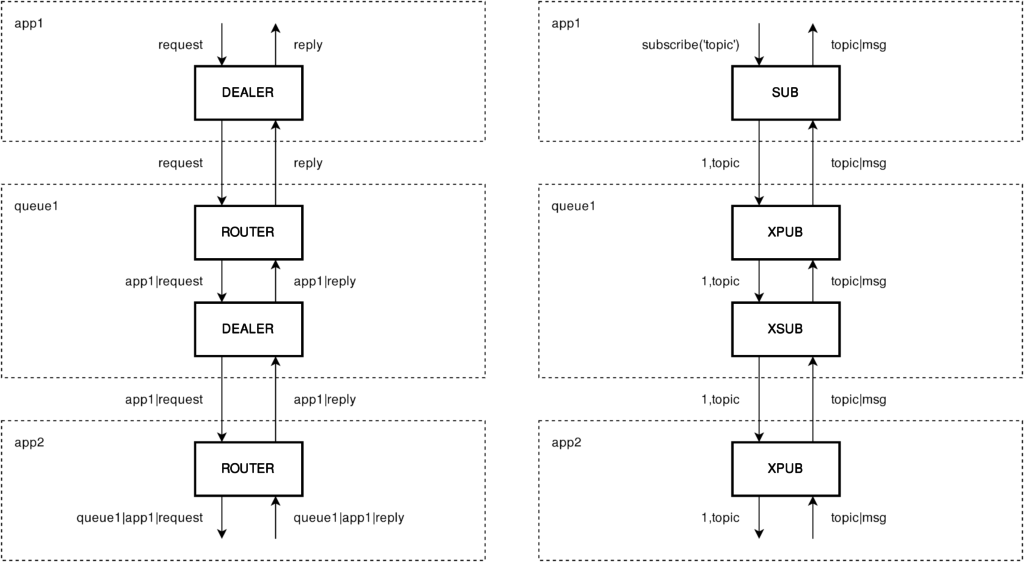 app1
request
reply
DEALER
request
reply
queue1
ROUTER
app1|request
app1|reply
DEALER
app1|request
app1|reply
app2
ROUTER
queue1|app1|request
queue1|app1|reply
app1
subscribe('topic')
topic|msg
SUB
1,topic
topic|msg
queue1
XPUB
1,topic
topic|msg
XSUB
1,topic
topic|msg
app2
XPUB
1,topic
topic|msg